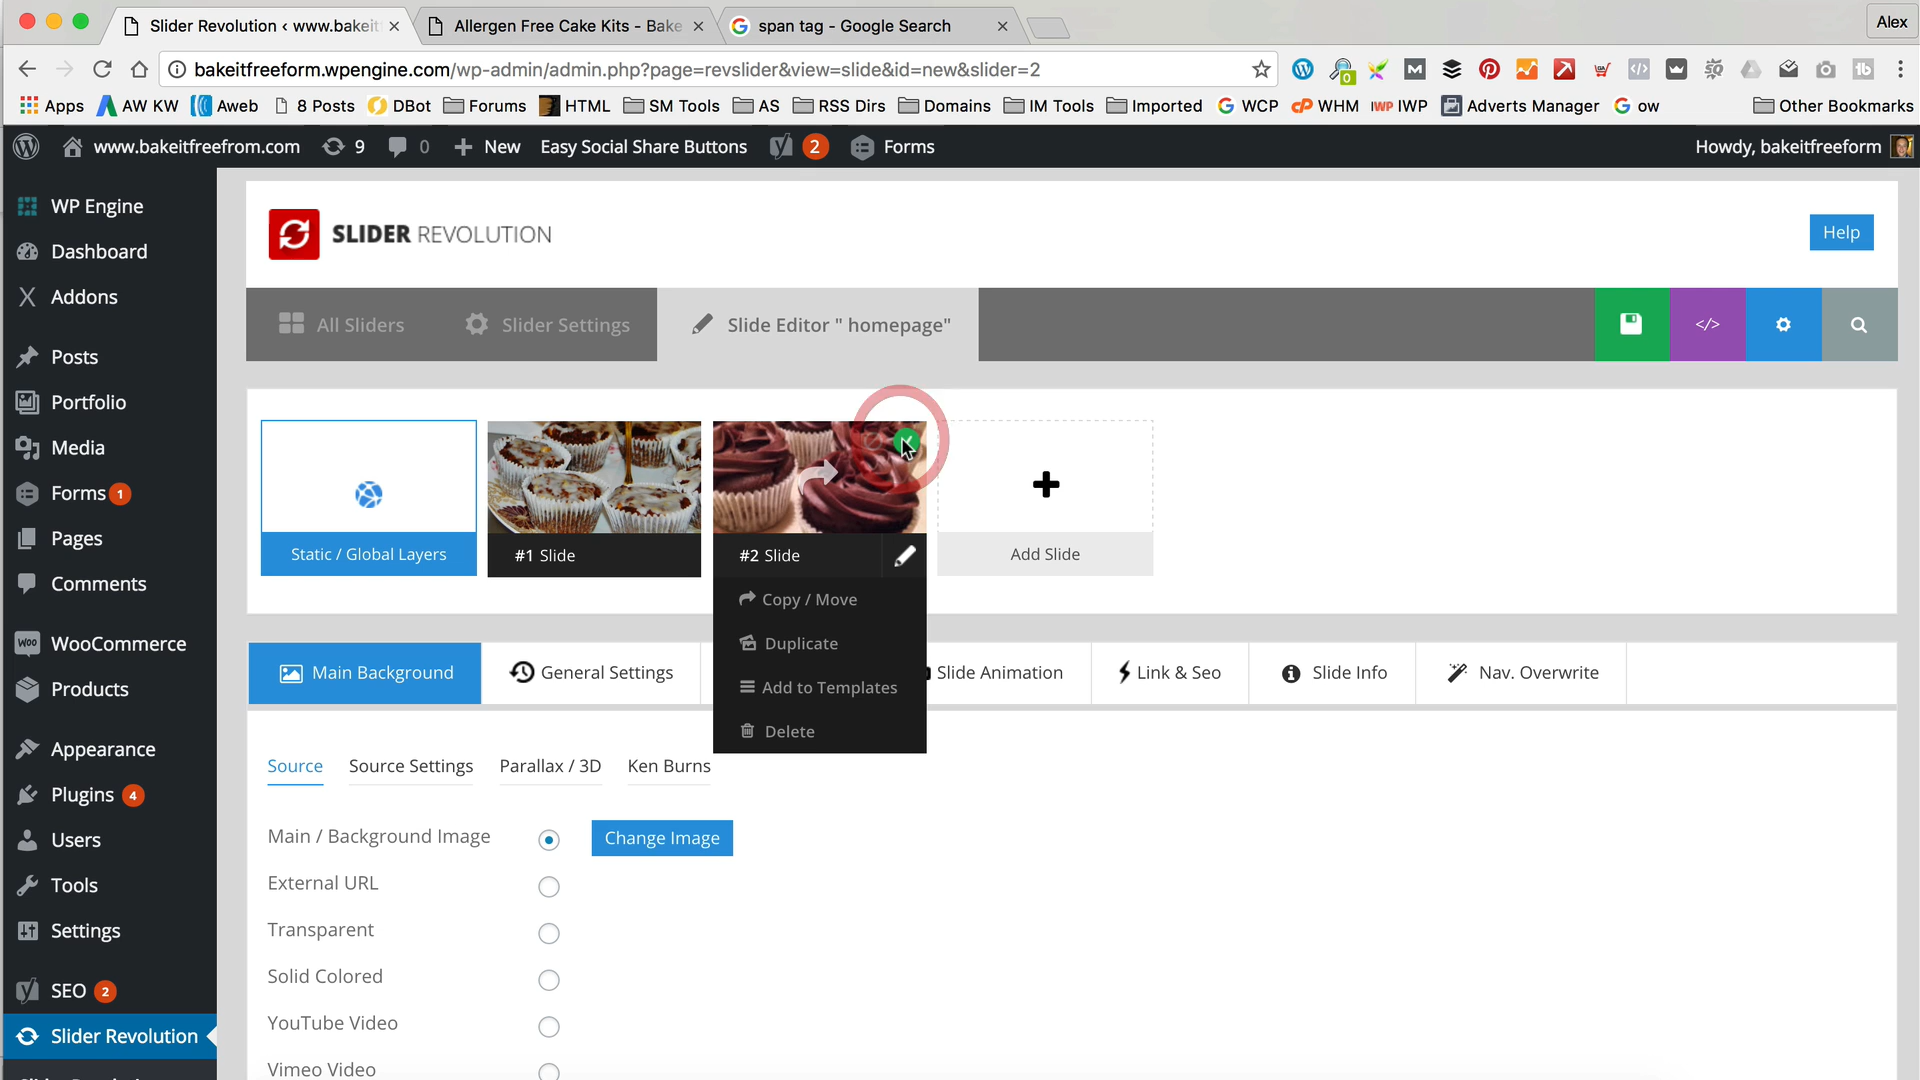 Slider Revolution ‹ www.bakeit
Allergen Free Cake Kits - Bake
span tag - Google Search
Alex
bakeitfreeform.wpengine.com/wp-admin/admin.php?page=revslider&view=slide&id=new&slider=2
Apps
AW KW
Aweb
8 Posts
DBot
Forums
HTML
SM Tools
AS
RSS Dirs
Domains
IM Tools
Imported
WCP
WHM
IWP IWP
Adverts Manager
ow
Other Bookmarks
www.bakeitfreefrom.com
9
0
New
Easy Social Share Buttons
2
Forms
Howdy, bakeitfreeform
WP Engine
Dashboard
Addons
Posts
Portfolio
Media
Forms 1
Pages
Comments
WooCommerce
Products
Appearance
Plugins 4
Users
Tools
Settings
SEO 2
Slider Revolution
SLIDER REVOLUTION
Help
All Sliders
Slider Settings
Slide Editor " homepage"
</>
Static / Global Layers
#1 Slide
#2 Slide
Add Slide
Copy / Move
Duplicate
Add to Templates
Delete
Main Background
General Settings
Slide Animation
Link & Seo
Slide Info
Nav. Overwrite
Source
Source Settings
Parallax / 3D
Ken Burns
Main / Background Image
Change Image
External URL
Transparent
Solid Colored
YouTube Video
Vimeo Video